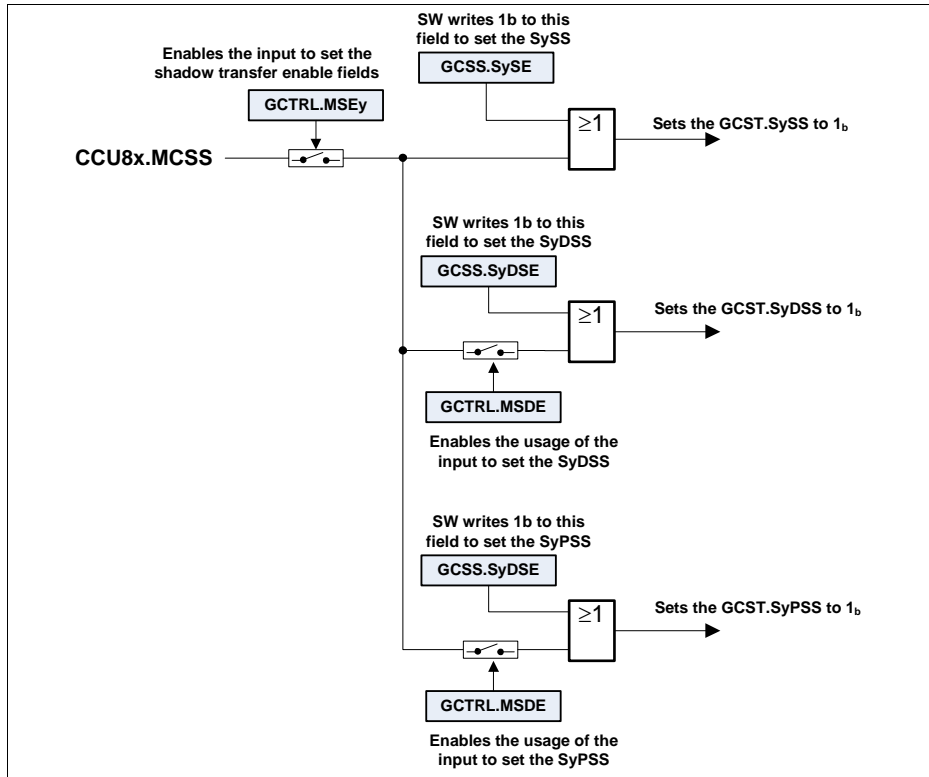 SW writes 1b to this
field to set the SySS
Enables the input to set the
shadow transfer enable fields
GCSS.SySE
GCTRL.MSEy
≥1
Sets the GCST.SySS to 1b
CCU8x.MCSS
SW writes 1b to this
field to set the SyDSS
GCSS.SyDSE
≥1
Sets the GCST.SyDSS to 1b
GCTRL.MSDE
Enables the usage of the
input to set the SyDSS
SW writes 1b to this
field to set the SyPSS
GCSS.SyDSE
≥1
Sets the GCST.SyPSS to 1b
GCTRL.MSDE
Enables the usage of the
input to set the SyPSS